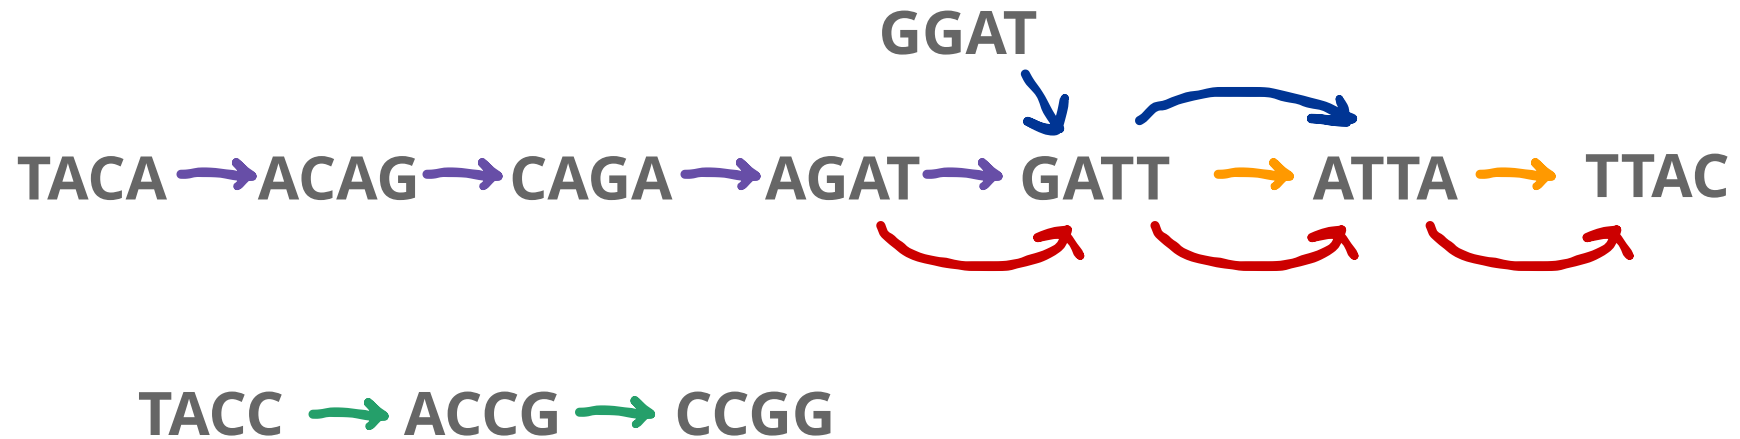 GGAT
TACA ACAG CAGA AGAT GATT ATTA TTAC
TACC ACCG CCGG